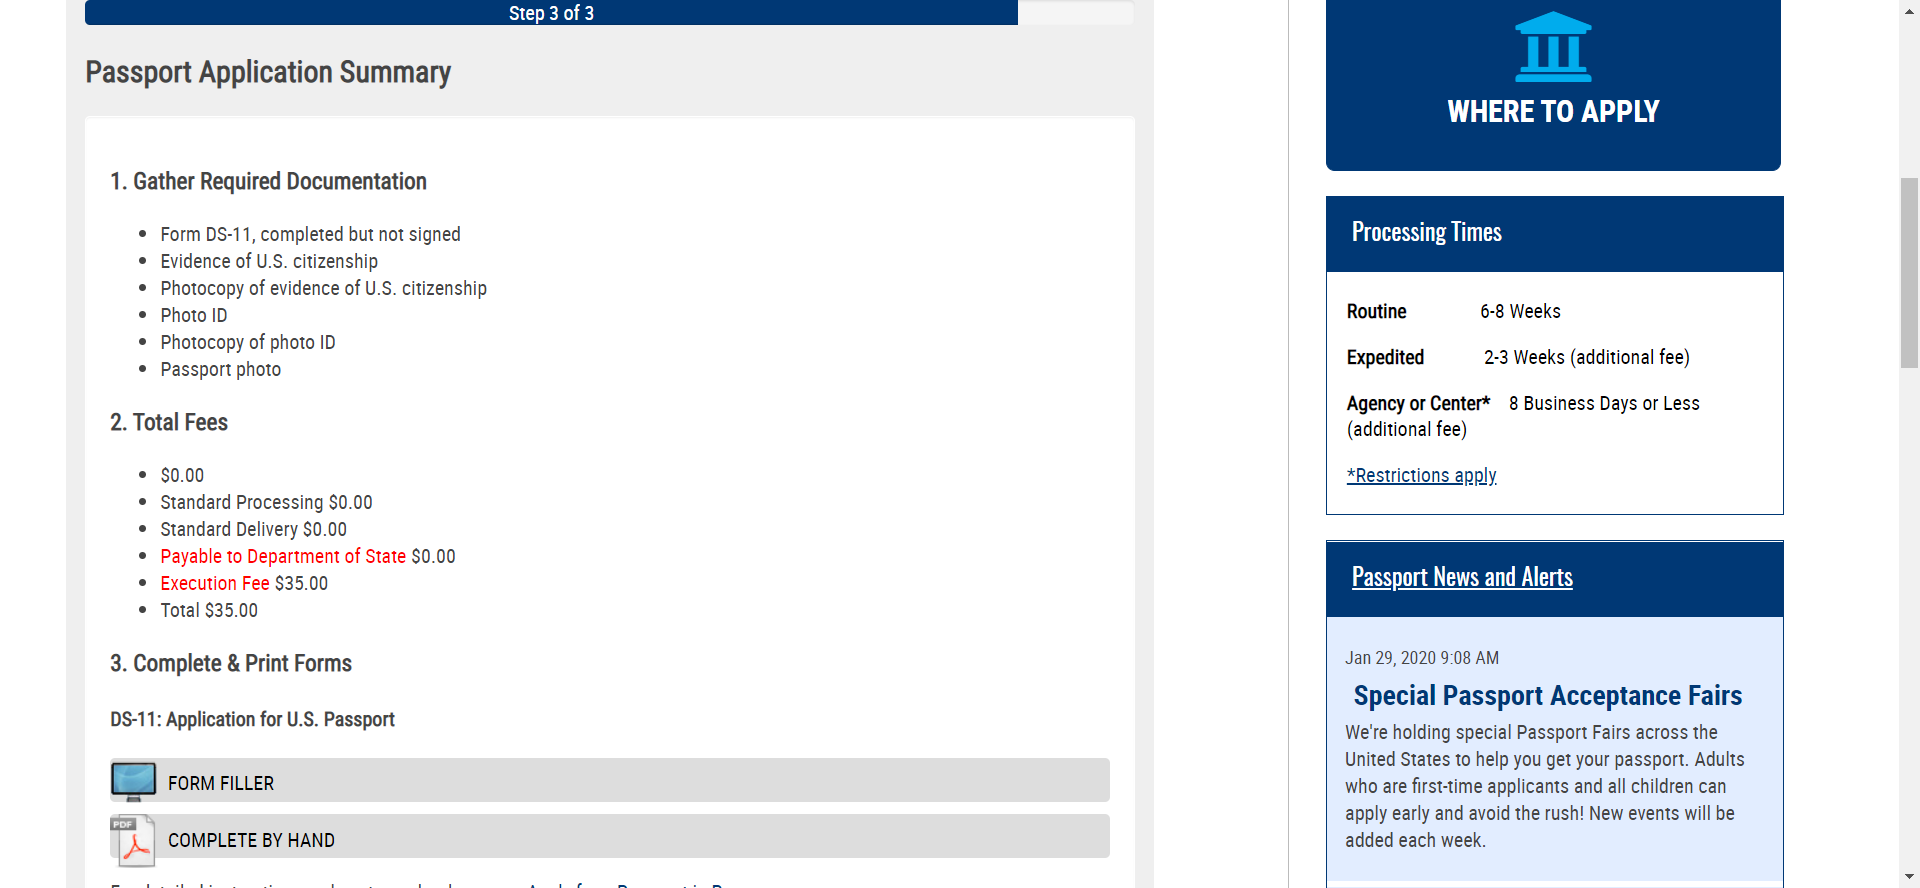 Step 3 of 3
Passport Application Summary
1. Gather Required Documentation
Form DS-11, completed but not signed
Evidence of U.S. citizenship
Photocopy of evidence of U.S. citizenship
Photo ID
Photocopy of photo ID
Passport photo
2. Total Fees
$0.00
Standard Processing $0.00
Standard Delivery $0.00
Payable to Department of State $0.00
Execution Fee $35.00
Total $35.00
3. Complete & Print Forms
DS-11: Application for U.S. Passport
FORM FILLER
PDF
COMPLETE BY HAND
WHERE TO APPLY
Processing Times
Routine 6-8 Weeks
Expedited 2-3 Weeks (additional fee)
Agency or Center* 8 Business Days or Less
(additional fee)
*Restrictions apply
Passport News and Alerts
Jan 29, 2020 9:08 AM
Special Passport Acceptance Fairs
We're holding special Passport Fairs across the
United States to help you get your passport. Adults
who are first-time applicants and all children can
apply early and avoid the rush! New events will be
added each week.